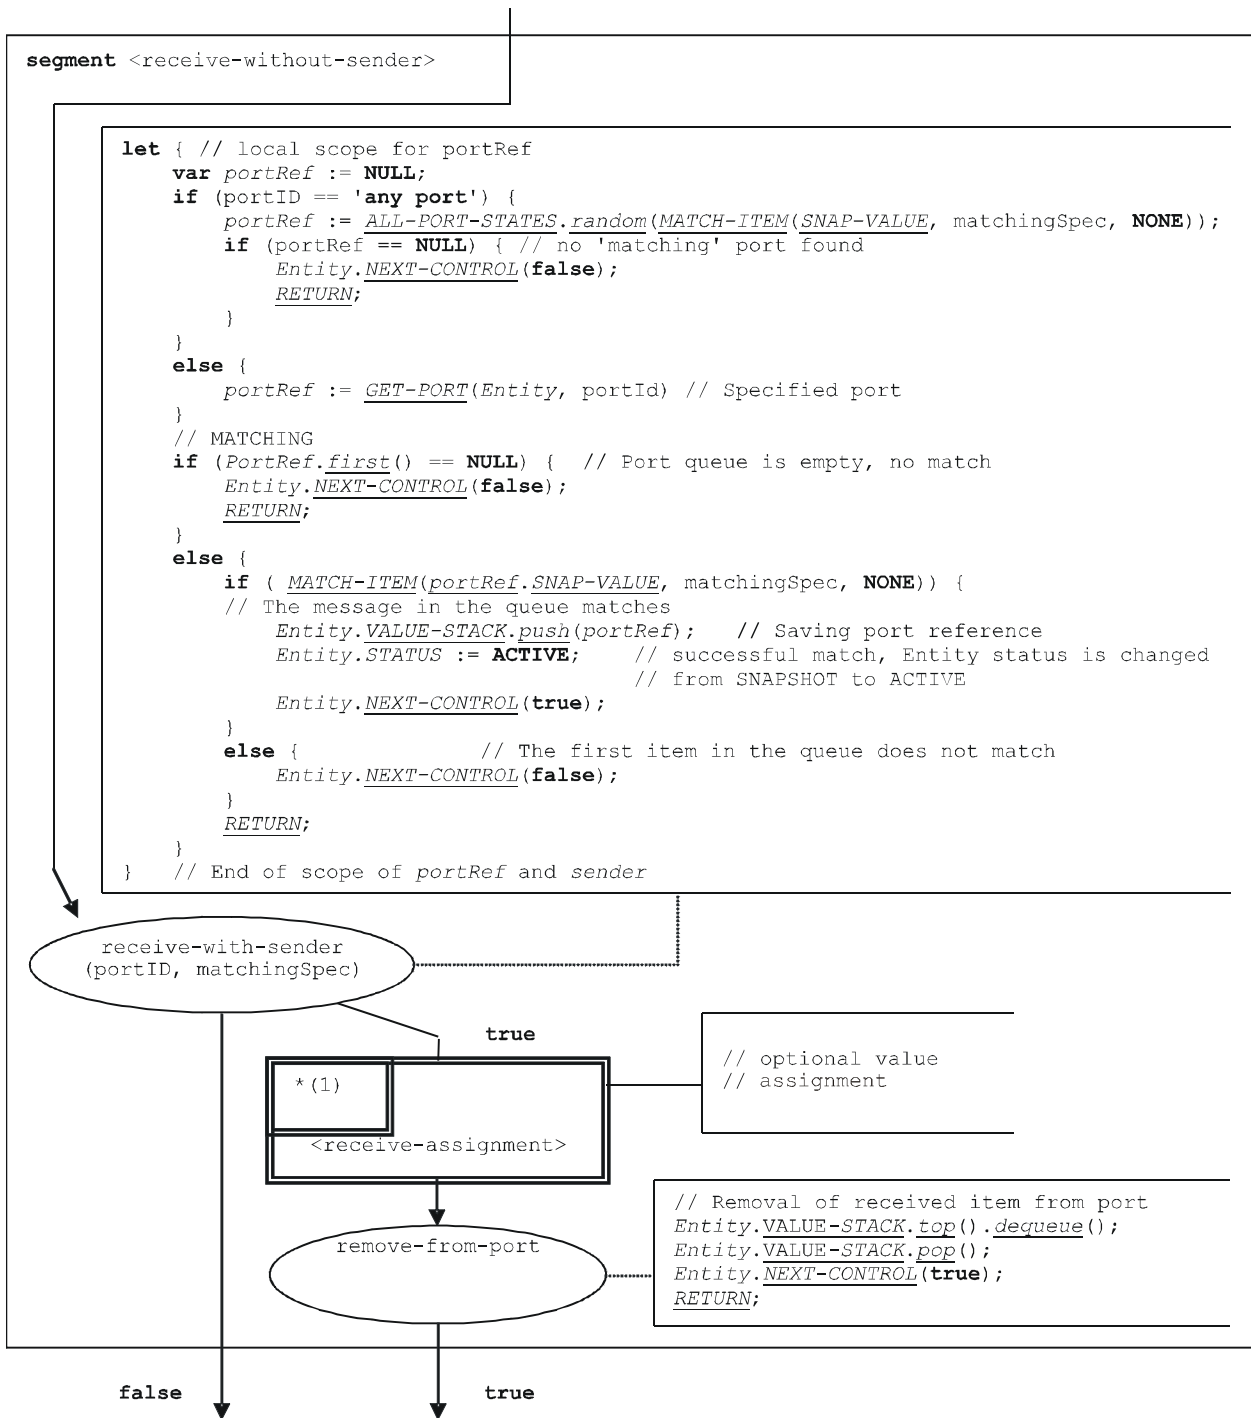 segment <receive-without-sender>
let { // local scope for portRef
var portRef := NULL;
if (portID == 'any port') {
portRef := ALL-PORT-STATES.random(MATCH-ITEM(SNAP-VALUE, matchingSpec, NONE));
if (portRef == NULL) { // no 'matching' port found
Entity.NEXT-CONTROL(false);
RETURN;
}
}
else {
portRef := GET-PORT(Entity, portId) // Specified port
}
// MATCHING
if (PortRef.first() == NULL) { // Port queue is empty, no match
Entity.NEXT-CONTROL(false);
RETURN;
}
else {
if ( MATCH-ITEM(portRef.SNAP-VALUE, matchingSpec, NONE)) {
// The message in the queue matches
Entity.VALUE-STACK.push(portRef); // Saving port reference
Entity.STATUS := ACTIVE; // successful match, Entity status is changed
// from SNAPSHOT to ACTIVE
Entity.NEXT-CONTROL(true);
}
else { // The first item in the queue does not match
Entity.NEXT-CONTROL(false);
}
RETURN;
}
} // End of scope of portRef and sender
receive-with-sender
(portID, matchingSpec)
true
*(1)
<receive-assignment>
// optional value
// assignment
remove-from-port
// Removal of received item from port
Entity.VALUE-STACK.top().dequeue();
Entity.VALUE-STACK.pop();
Entity.NEXT-CONTROL(true);
RETURN;
false
true